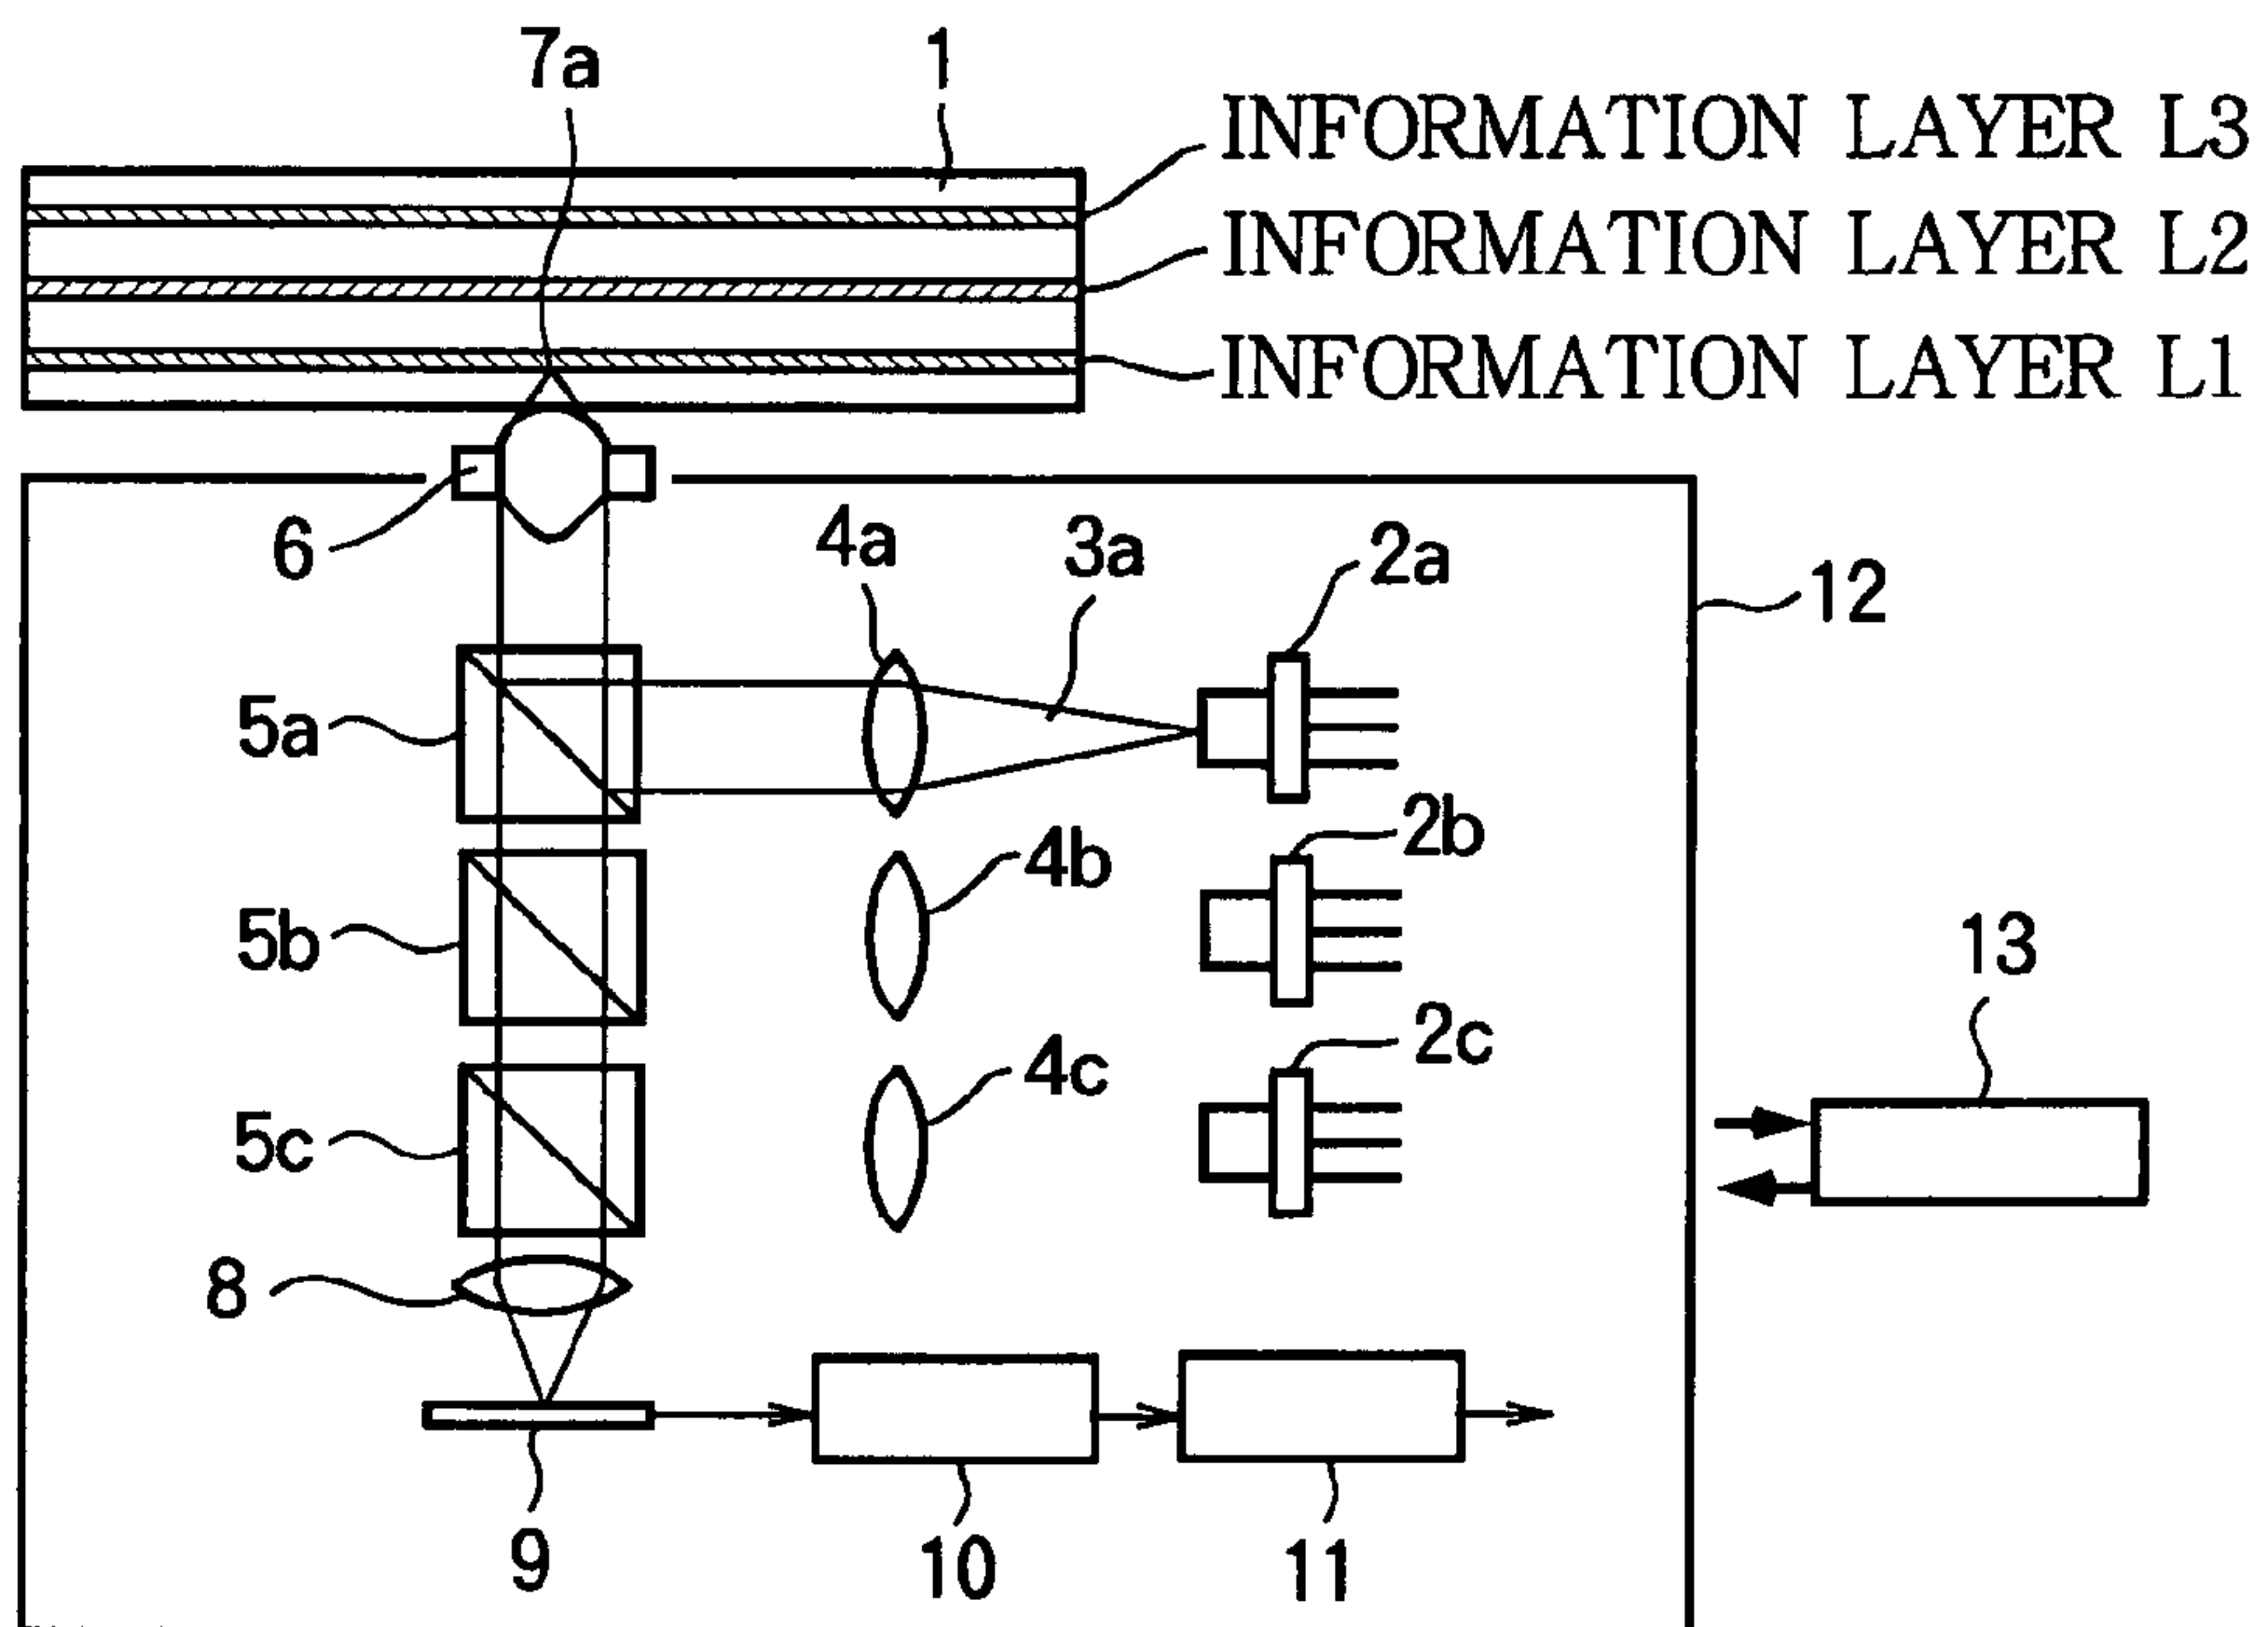 7a
1
INFORMATION LAYER L3
INFORMATION LAYER L2
INFORMATION LAYER L1
6
4a
3a
2a
12
5a
4b
2b
5b
13
4c
2c
5c
8
9
10
11